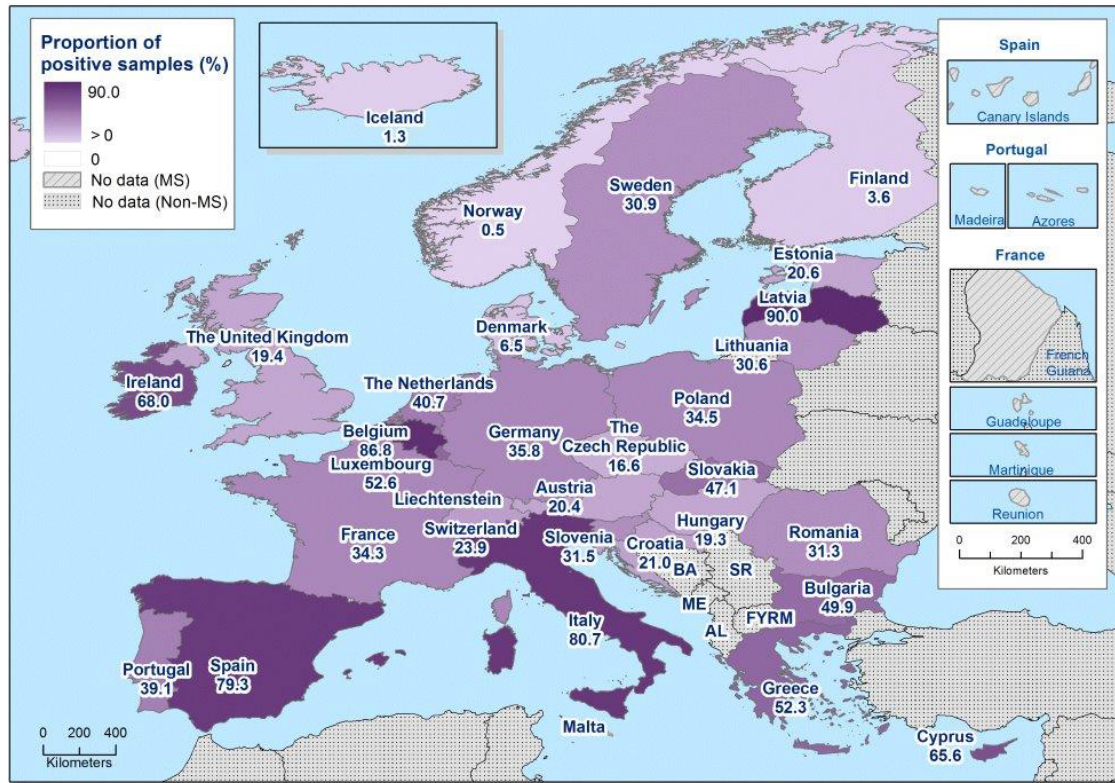 Proportion of
positive samples (%)
90.0
> 0
0
No data (MS)
No data (Non-MS)
Iceland
1.3
Norway
0.5
Sweden
30.9
Finland
3.6
Estonia
20.6
Latvia
90.0
Lithuania
30.6
Denmark
6.5
The United Kingdom
19.4
Ireland
68.0
The Netherlands
40.7
Belgium
86.8
Luxembourg
52.6
Germany
35.8
Poland
34.5
The
Czech Republic
16.6
Slovakia
47.1
Liechtenstein
Austria
20.4
France
34.3
Switzerland
23.9
Slovenia
31.5
Hungary
19.3
Croatia
21.0
Romania
31.3
BA
SR
Bulgaria
49.9
ME
FYRM
AL
Italy
80.7
Portugal
39.1
Spain
79.3
Greece
52.3
Malta
Cyprus
65.6
0 200 400
Kilometers
Spain
Canary Islands
Portugal
Madeira
Azores
France
French
Guiana
Guadeloupe
Martinique
Reunion
0 200 400
Kilometers